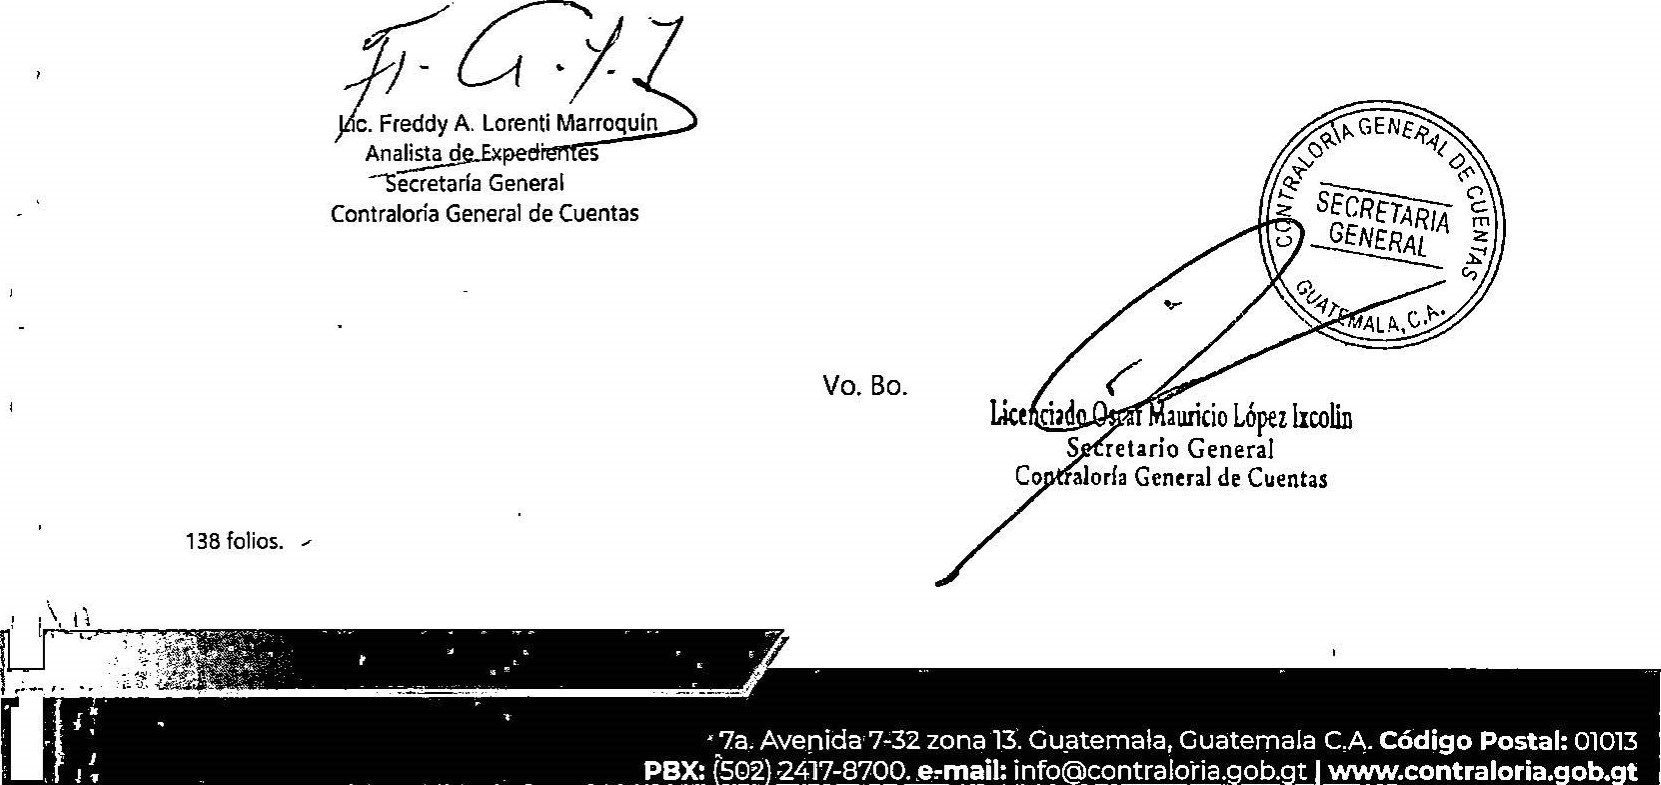 Lic. Freddy A. Lorenti Marroquín
Analista de Expedientes
Secretaría General
Contraloría General de Cuentas
CONTRALORÍA GENERAL DE CUENTAS
SECRETARIA
GENERAL
GUATEMALA, C.A.
Vo. Bo.
Licenciado Oscar Mauricio López Ixcolin
Secretario General
Contraloría General de Cuentas
138 folios.
7a. Avenida 7-32 zona 13. Guatemala, Guatemala C.A. Código Postal: 01013
PBX: (502) 2417-8700. e-mail: info@contraloria.gob.gt | www.contraloria.gob.gt